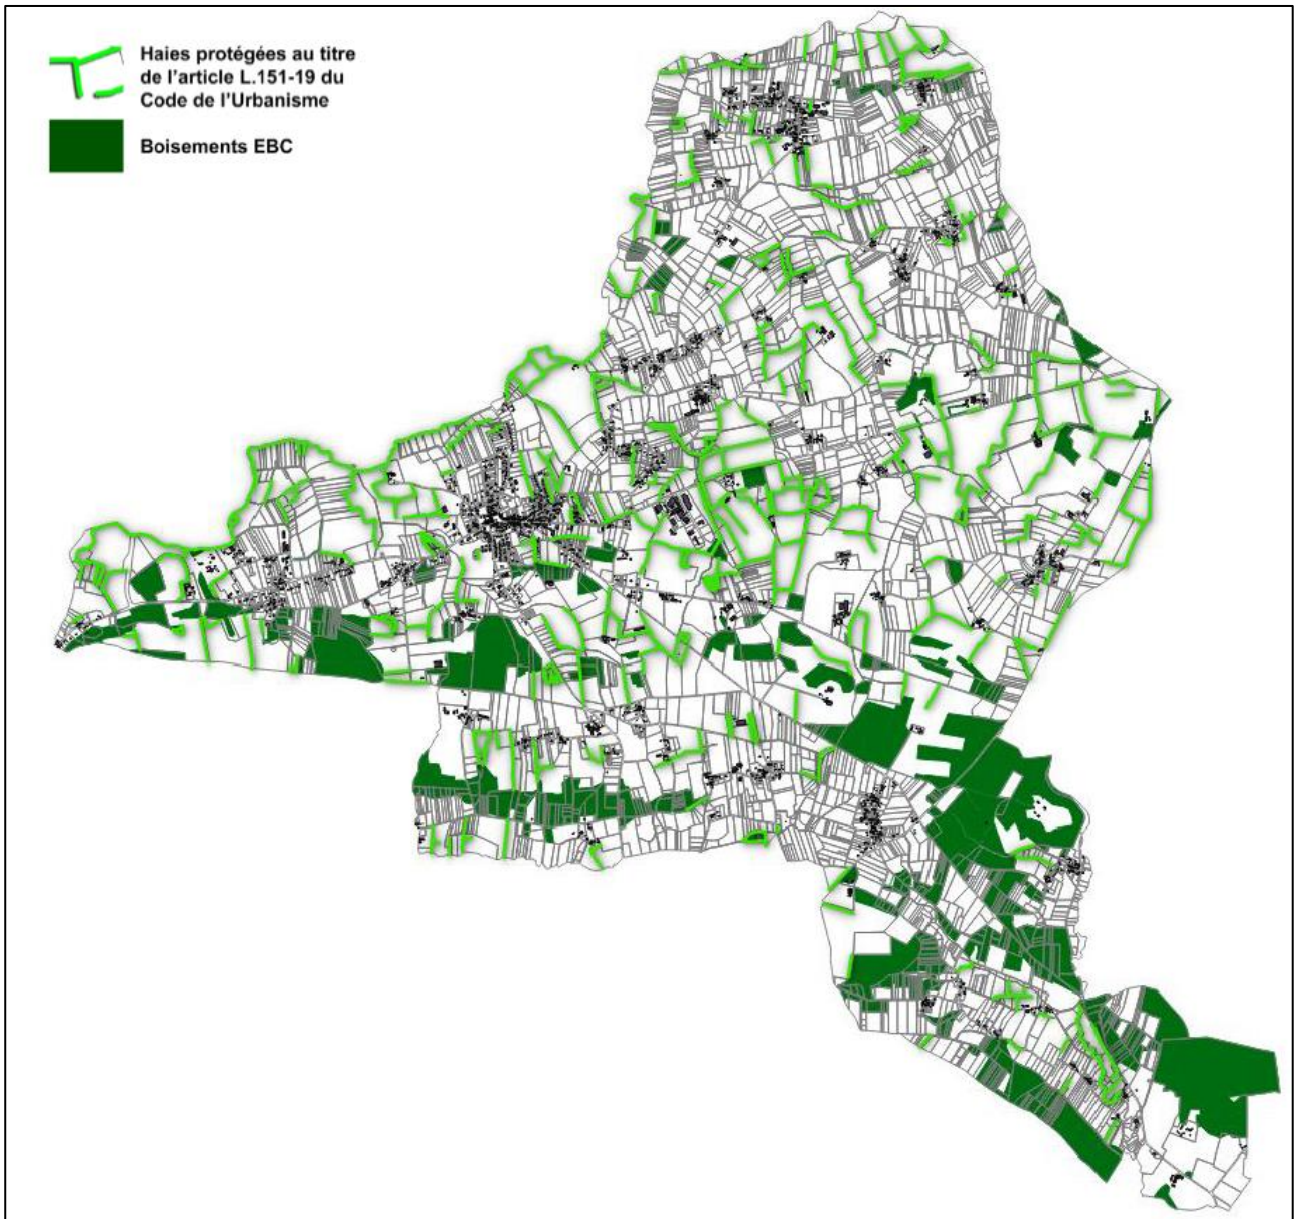 Haies protégées au titre
de l'article L.151-19 du
Code de l'Urbanisme
Boisements EBC